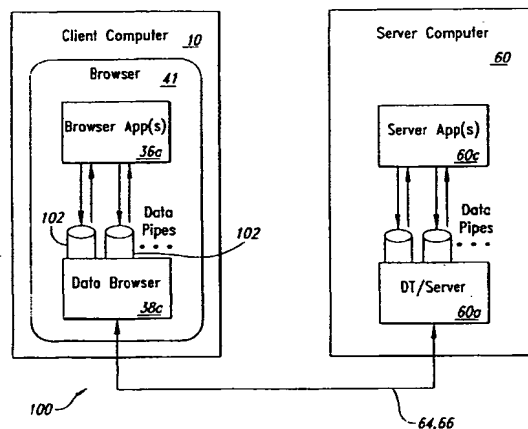 Client Computer
10
Browser
41
Browser App(s)
36a
102
Data
Pipes
102
Data Browser
38c
Server Computer
60
Server App(s)
60c
Data
Pipes
DT/Server
60a
100
64,66